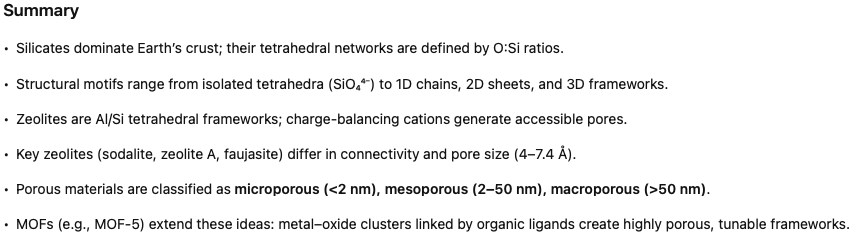 Summary
• Silicates dominate Earth's crust; their tetrahedral networks are defined by O:Si ratios.
• Structural motifs range from isolated tetrahedra (SiO₄⁴⁻) to 1D chains, 2D sheets, and 3D frameworks.
• Zeolites are Al/Si tetrahedral frameworks; charge-balancing cations generate accessible pores.
• Key zeolites (sodalite, zeolite A, faujasite) differ in connectivity and pore size (4–7.4 Å).
• Porous materials are classified as microporous (<2 nm), mesoporous (2–50 nm), macroporous (>50 nm).
• MOFs (e.g., MOF-5) extend these ideas: metal–oxide clusters linked by organic ligands create highly porous, tunable frameworks.